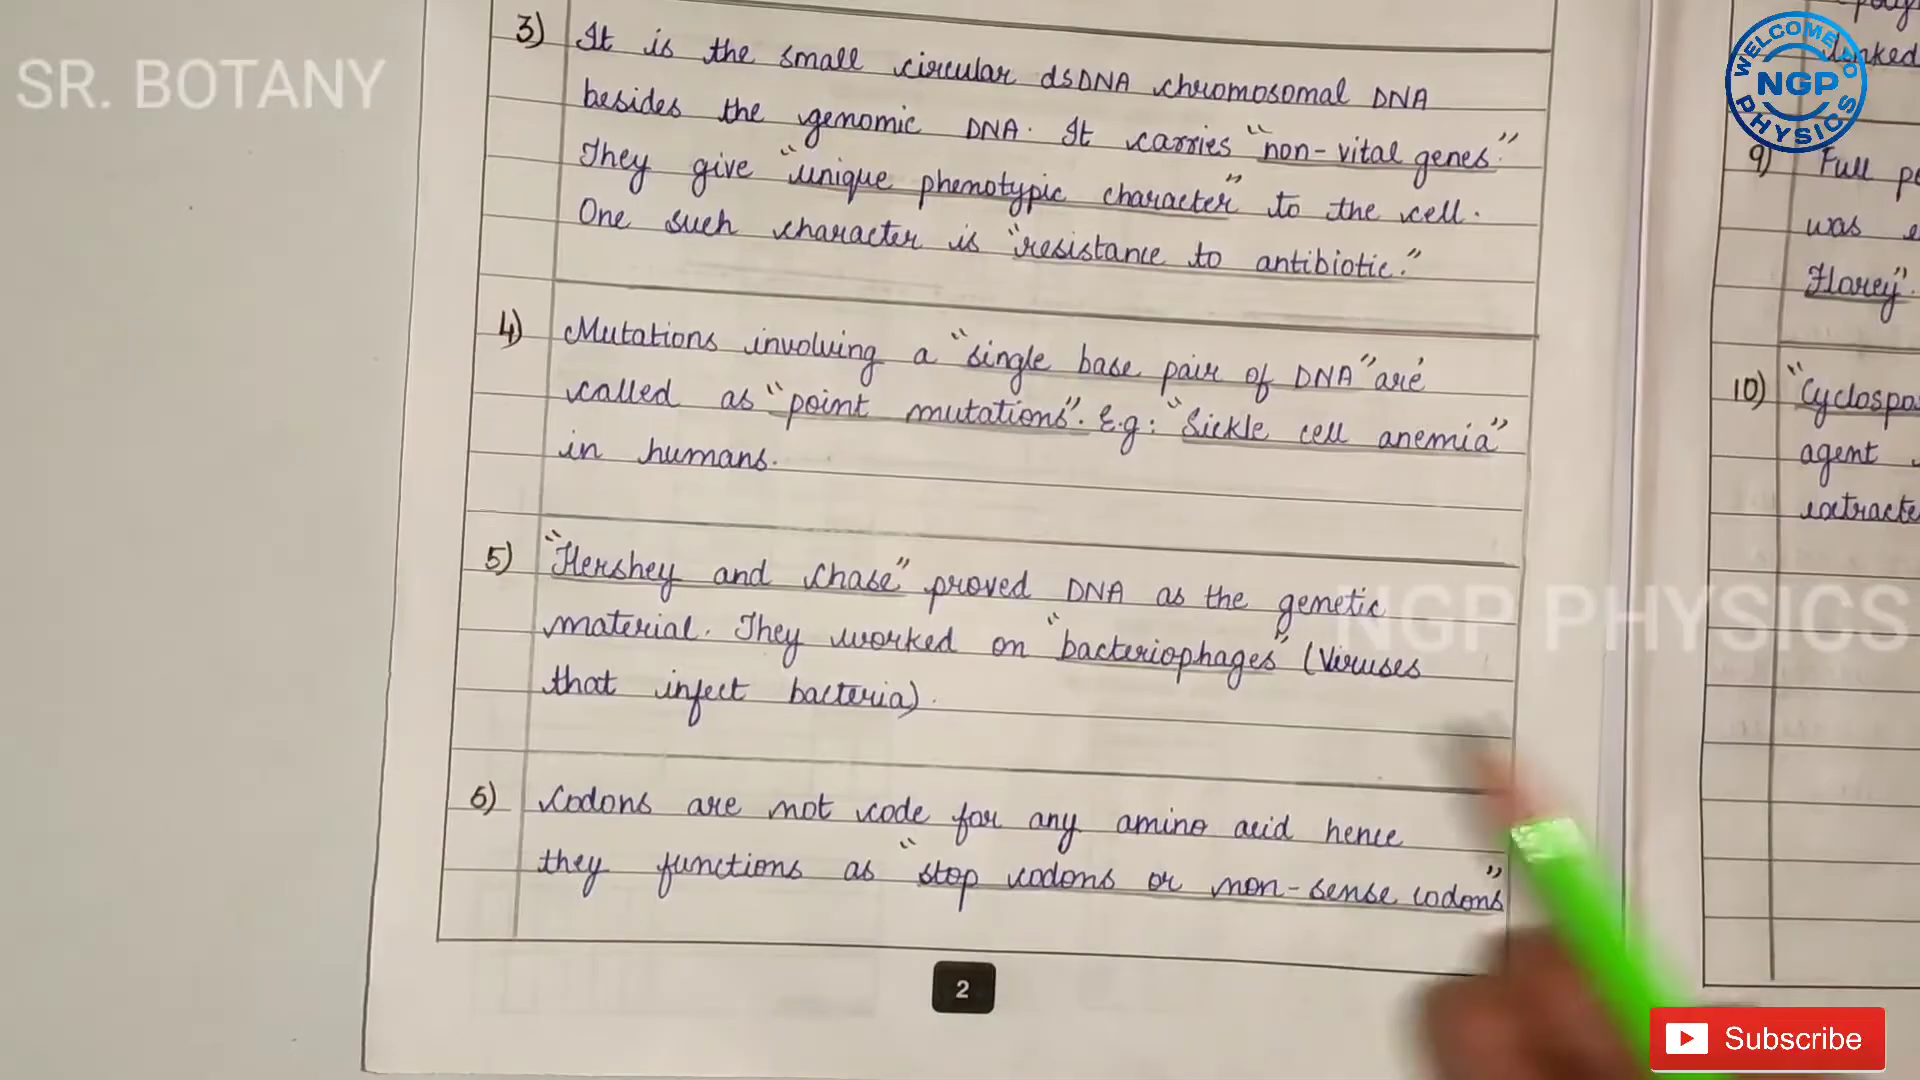 SR. BOTANY
3) It is the small circular dsDNA chromosomal DNA
besides the genomic DNA. It carries "non-vital genes."
They give "unique phenotypic character" to the cell.
One such character is "resistance to antibiotic."
4) Mutations involving a "single base pair of DNA" are
called as "point mutations". E.g: "Sickle cell anemia"
in humans.
5) "Hershey and Chase" proved DNA as the genetic
material. They worked on "bacteriophages" (Viruses
that infect bacteria).
6) Codons are not code for any amino acid hence
they functions as "stop codons or non-sense codons"
2
linked
9) Full
was
Florey".
10)
agent
WELCOME TO
NGP
PHYSICS
NGP PHYSICS
Subscribe